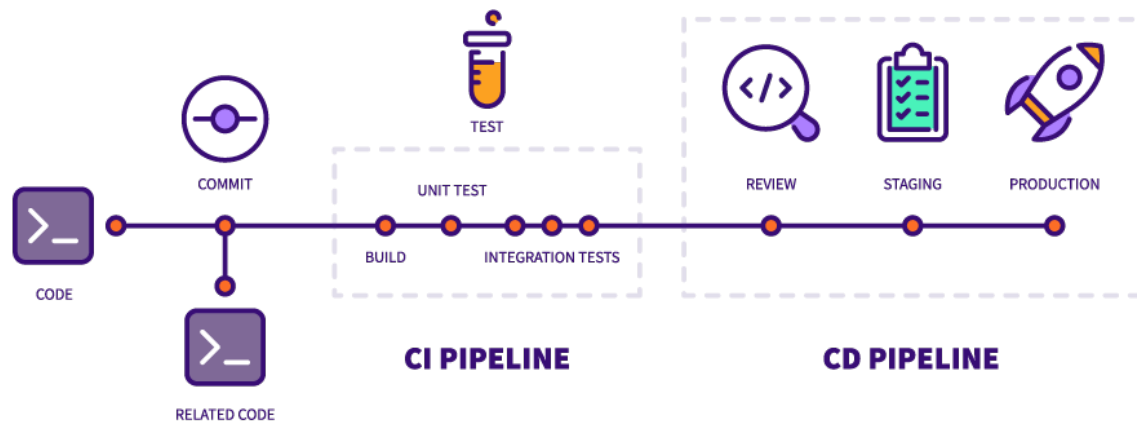 TEST
COMMIT
REVIEW
STAGING
PRODUCTION
UNIT TEST
BUILD
INTEGRATION TESTS
CODE
CI PIPELINE
CD PIPELINE
RELATED CODE